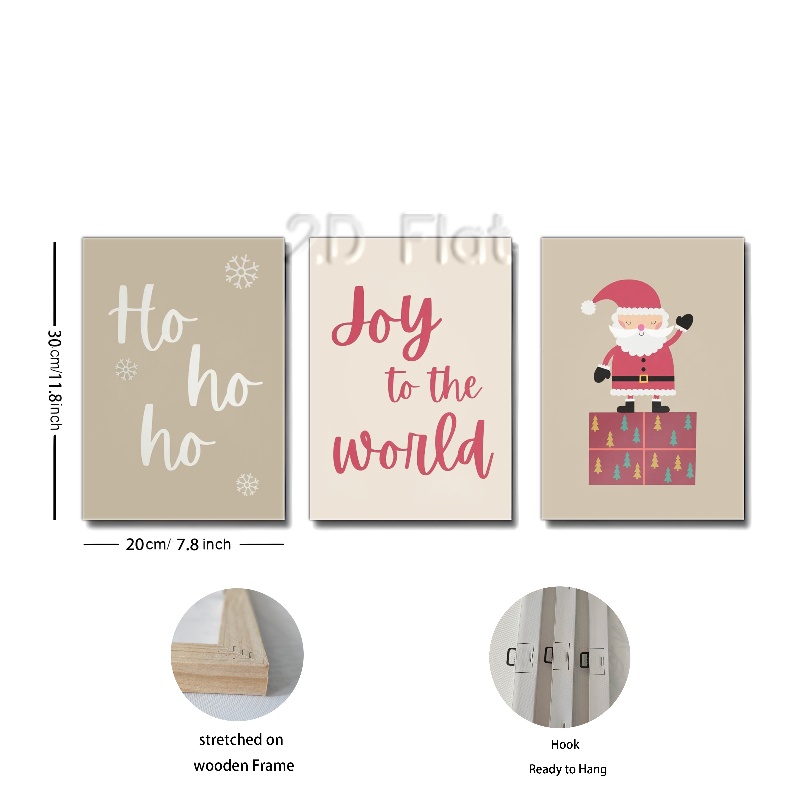 2D Flat
Ho
ho
ho
Joy
to the
world
30cm/11.8inch
20cm/ 7.8 inch
stretched on
wooden Frame
Hook
Ready to Hang